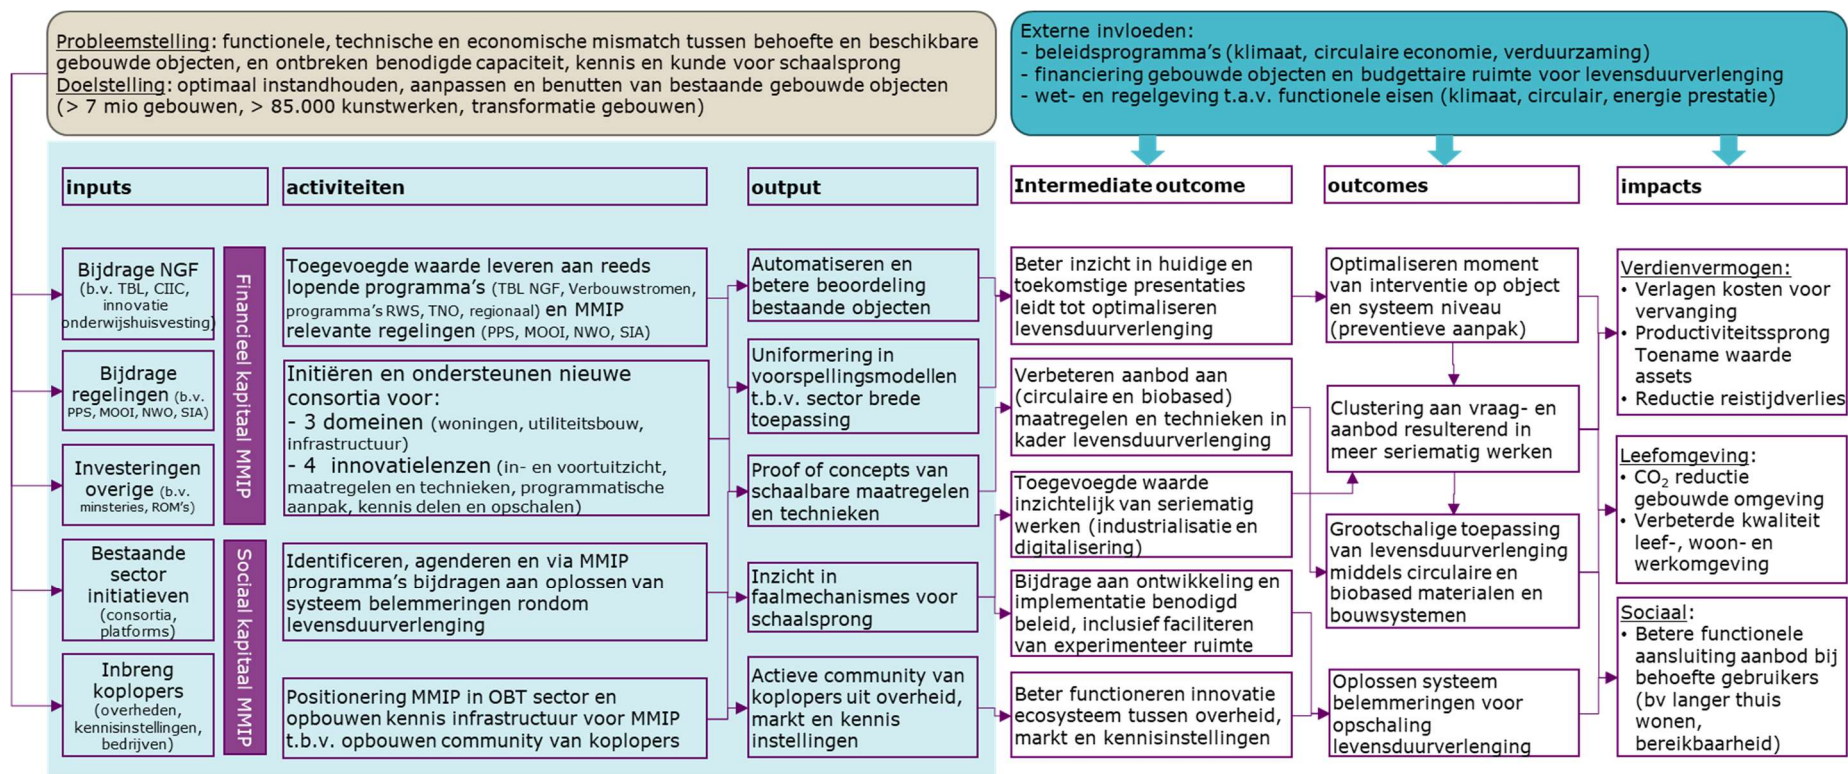 Probleemstelling: functionele, technische en economische mismatch tussen behoefte en beschikbare
gebouwde objecten, en ontbreken benodigde capaciteit, kennis en kunde voor schaalsprong
Doelstelling: optimaal instandhouden, aanpassen en benutten van bestaande gebouwde objecten
(> 7 mio gebouwen, > 85.000 kunstwerken, transformatie gebouwen)
Externe invloeden:
- beleidsprogramma's (klimaat, circulaire economie, verduurzaming)
- financiering gebouwde objecten en budgettaire ruimte voor levensduurverlenging
- wet- en regelgeving t.a.v. functionele eisen (klimaat, circulair, energie prestatie)
inputs
activiteiten
output
Intermediate outcome
outcomes
impacts
Bijdrage NGF
(b.v. TBL, CIIC,
innovatie
onderwijshuisvesting)
Bijdrage
regelingen (b.v.
PPS, MOOI, NWO, SIA)
Investeringen
overige (b.v.
minsteries, ROM's)
Bestaande
sector
initiatieven
(consortia,
platforms)
Inbreng
koplopers
(overheden,
kennisinstellingen,
bedrijven)
Financieel kapitaal MMIP
Sociaal kapitaal MMIP
Toegevoegde waarde leveren aan reeds
lopende programma's (TBL NGF, Verbouwstromen,
programma's RWS, TNO, regionaal) en MMIP
relevante regelingen (PPS, MOOI, NWO, SIA)
Initiëren en ondersteunen nieuwe
consortia voor:
- 3 domeinen (woningen, utiliteitsbouw,
infrastructuur)
- 4 innovatielenzen (in- en voortuitzicht,
maatregelen en technieken, programmatische
aanpak, kennis delen en opschalen)
Identificeren, agenderen en via MMIP
programma's bijdragen aan oplossen van
systeem belemmeringen rondom
levensduurverlenging
Positionering MMIP in OBT sector en
opbouwen kennis infrastructuur voor MMIP
t.b.v. opbouwen community van koplopers
Automatiseren en
betere beoordeling
bestaande objecten
Uniformering in
voorspellingsmodellen
t.b.v. sector brede
toepassing
Proof of concepts van
schaalbare maatregelen
en technieken
Inzicht in
faalmechanismes voor
schaalsprong
Actieve community van
koplopers uit overheid,
markt en kennis
instellingen
Beter inzicht in huidige en
toekomstige presentaties
leidt tot optimaliseren
levensduurverlenging
Verbeteren aanbod aan
(circulaire en biobased)
maatregelen en technieken in
kader levensduurverlenging
Toegevoegde waarde
inzichtelijk van seriematig
werken (industrialisatie en
digitalisering)
Bijdrage aan ontwikkeling en
implementatie benodigd
beleid, inclusief faciliteren
van experimenteer ruimte
Beter functioneren innovatie
ecosysteem tussen overheid,
markt en kennisinstellingen
Optimaliseren moment
van interventie op object
en systeem niveau
(preventieve aanpak)
Clustering aan vraag- en
aanbod resulterend in
meer seriematig werken
Grootschalige toepassing
van levensduurverlenging
middels circulaire en
biobased materialen en
bouwsystemen
Oplossen systeem
belemmeringen voor
opschaling
levensduurverlenging
Verdienvermogen:
• Verlagen kosten voor
vervanging
• Productiviteitssprong
Toename waarde
assets
• Reductie reistijdverlies
Leefomgeving:
• CO₂ reductie
gebouwde omgeving
• Verbeterde kwaliteit
leef-, woon- en
werkomgeving
Sociaal:
• Betere functionele
aansluiting aanbod bij
behoefte gebruikers
(bv langer thuis
wonen,
bereikbaarheid)